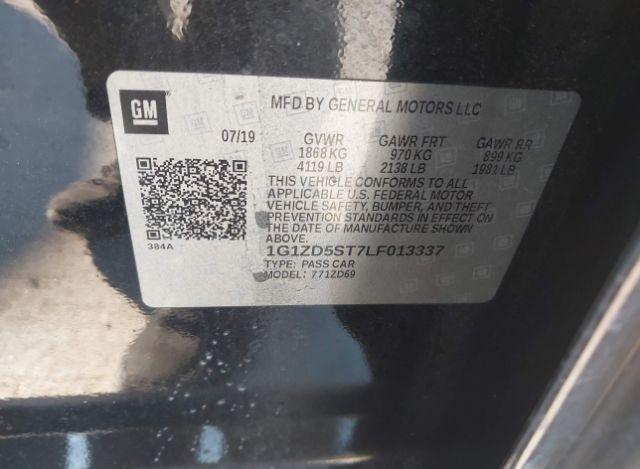 GM
MFD BY GENERAL MOTORS LLC
07/19 GVWR GAWR FRT GAWR RR
1868 KG 970 KG 899 KG
4119 LB 2138 LB 1981 LB
THIS VEHICLE CONFORMS TO ALL
APPLICABLE U.S. FEDERAL MOTOR
VEHICLE SAFETY, BUMPER, AND THEFT
PREVENTION STANDARDS IN EFFECT ON
THE DATE OF MANUFACTURE SHOWN
ABOVE.
384A
1G1ZD5ST7LF013337
TYPE: PASS CAR
MODEL: 771ZD69